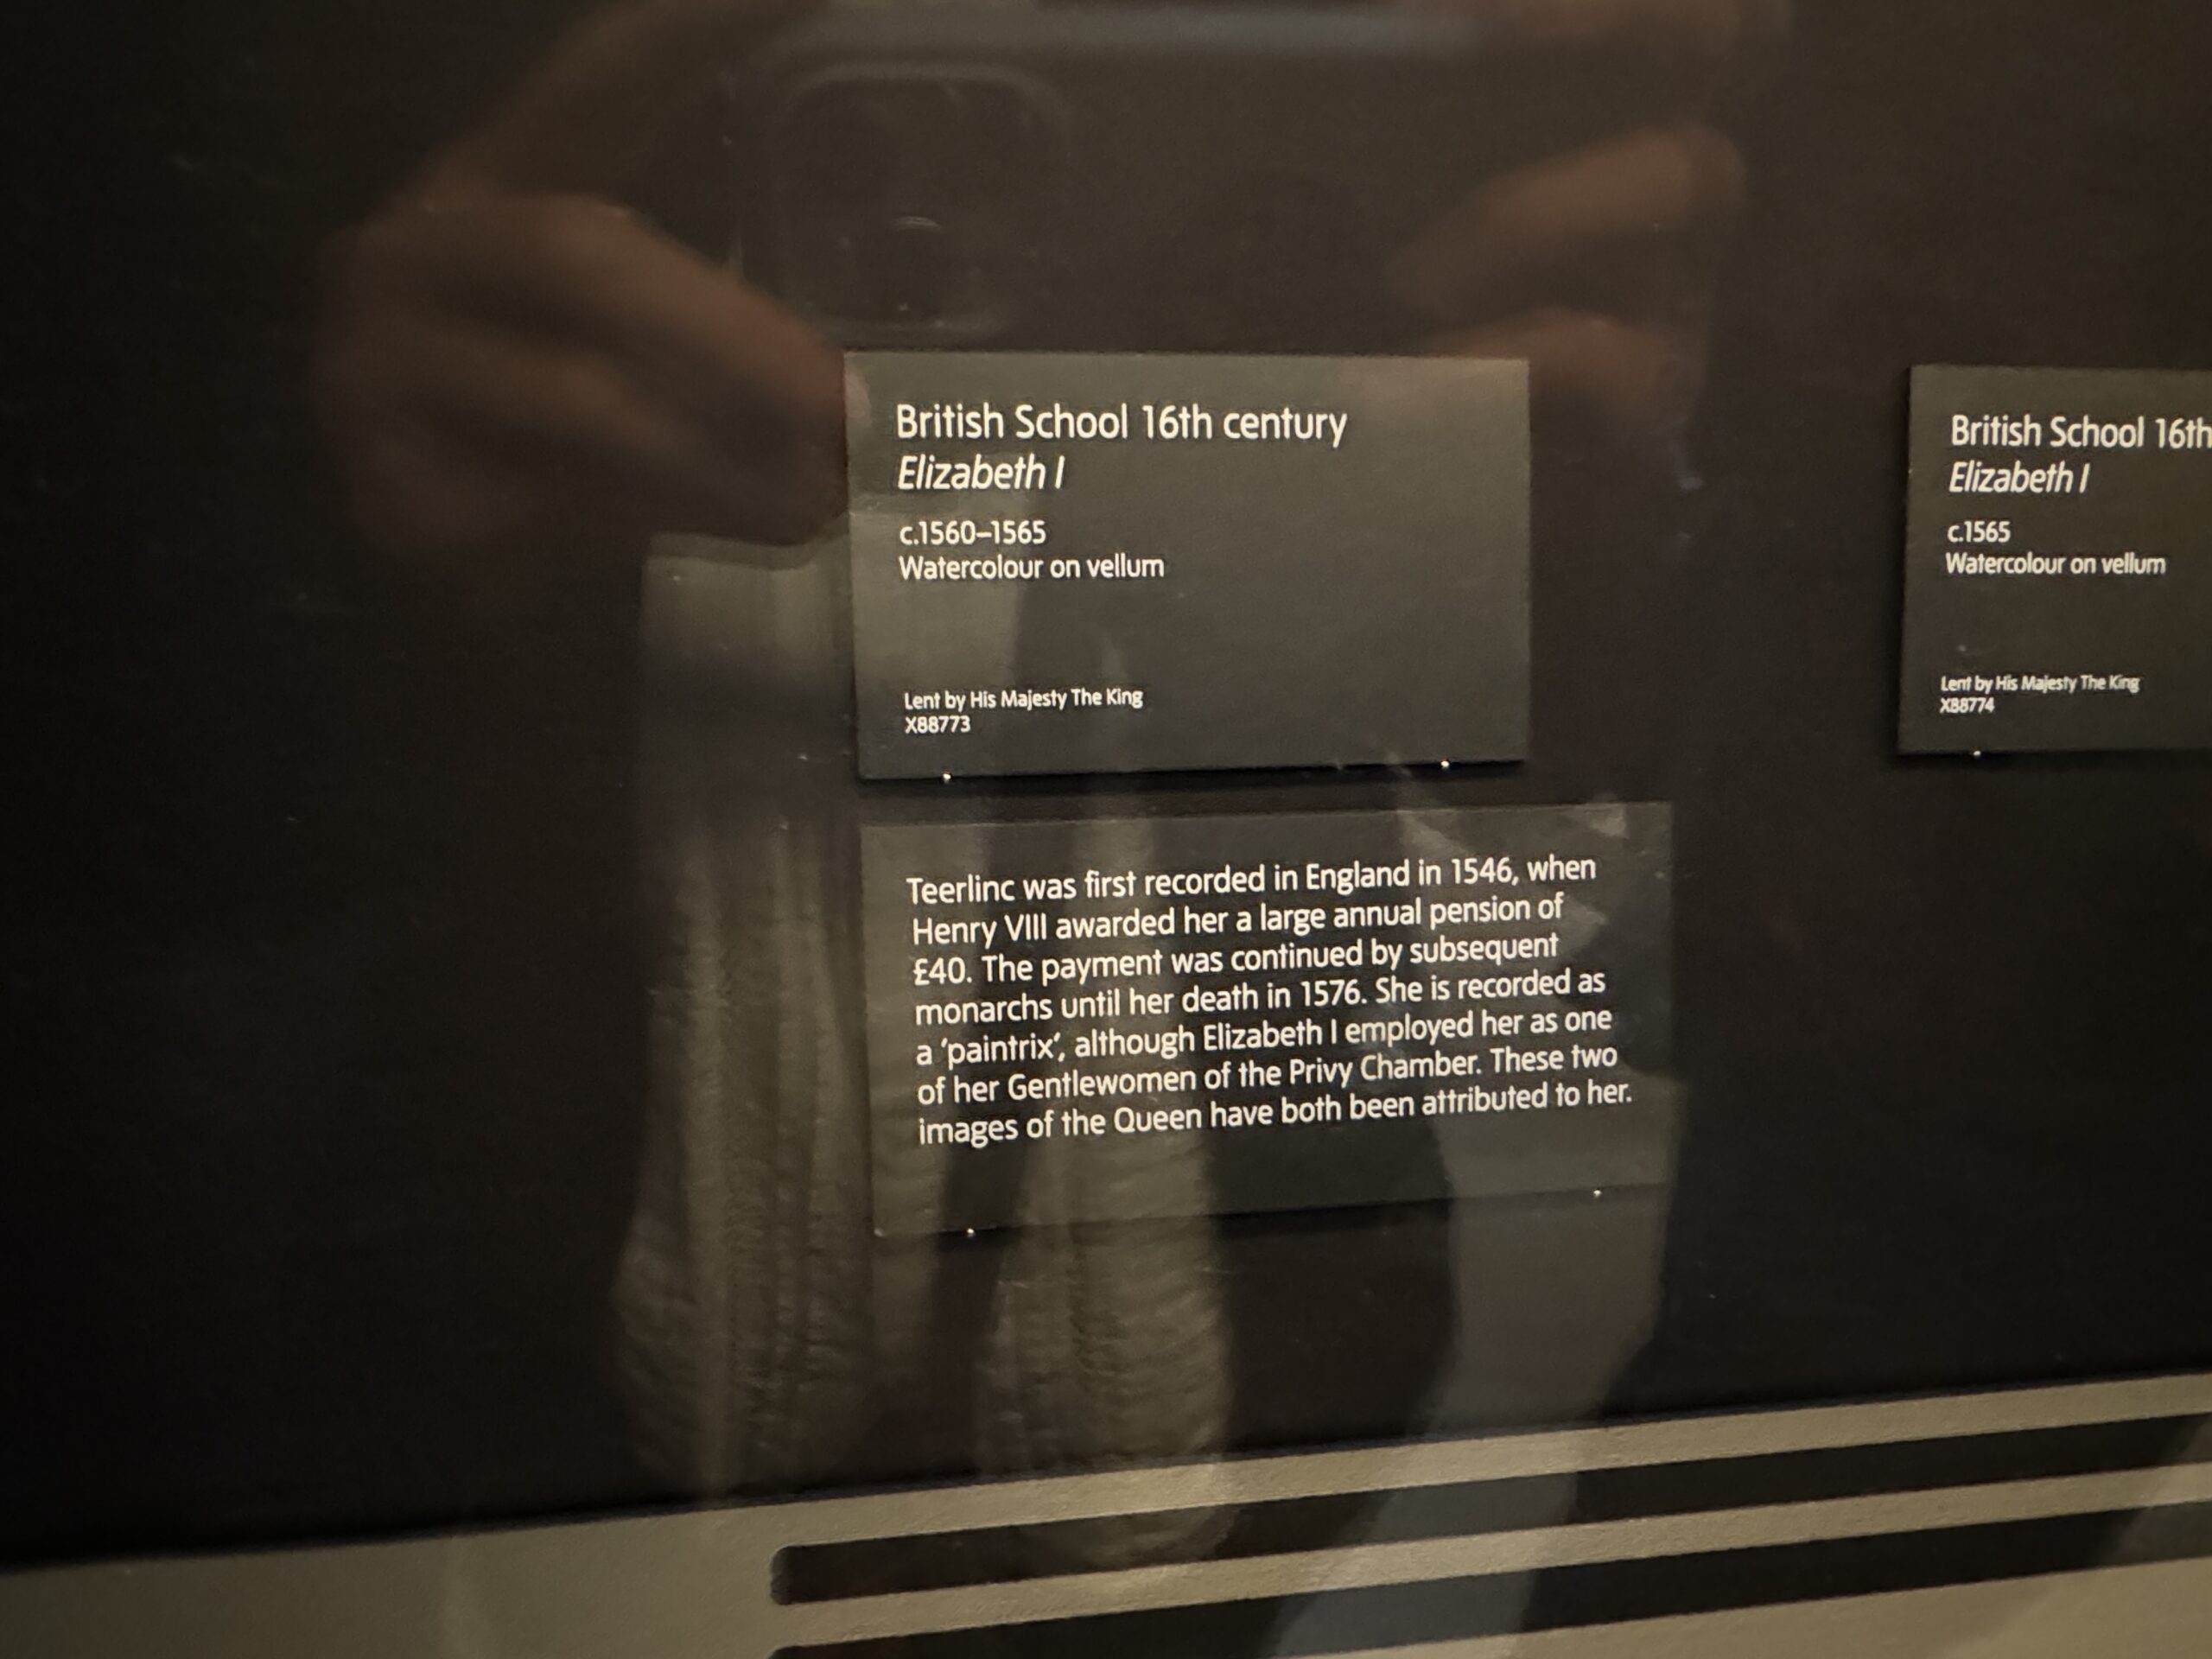 British School 16th century
Elizabeth I
c.1560–1565
Watercolour on vellum
Lent by His Majesty The King
X88773
Teerlinc was first recorded in England in 1546, when
Henry VIII awarded her a large annual pension of
£40. The payment was continued by subsequent
monarchs until her death in 1576. She is recorded as
a ‘paintrix’, although Elizabeth I employed her as one
of her Gentlewomen of the Privy Chamber. These two
images of the Queen have both been attributed to her.
British School 16th
Elizabeth I
c.1565
Watercolour on vellum
Lent by His Majesty The King
X88774